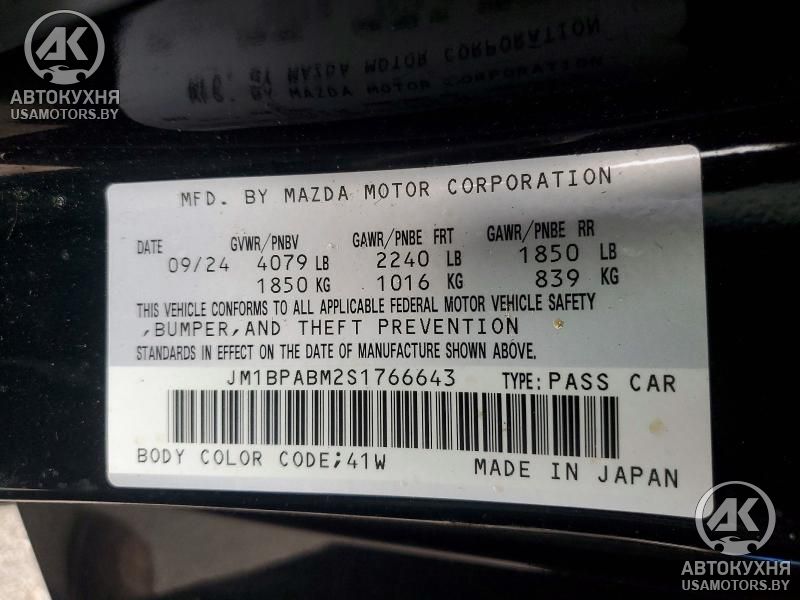 AK
АВТОКУХНЯ
USAMOTORS.BY
MFG. BY MAZDA MOTOR CORPORATION
MFD. BY MAZDA MOTOR CORPORATION
DATE GVWR/PNBV GAWR/PNBE FRT GAWR/PNBE RR
09/24 4079 LB 2240 LB 1850 LB
1850 KG 1016 KG 839 KG
THIS VEHICLE CONFORMS TO ALL APPLICABLE FEDERAL MOTOR VEHICLE SAFETY
,BUMPER,AND THEFT PREVENTION
STANDARDS IN EFFECT ON THE DATE OF MANUFACTURE SHOWN ABOVE.
JM1BPABM2S1766643 TYPE: PASS CAR
BODY COLOR CODE;41W MADE IN JAPAN
AK
АВТОКУХНЯ
USAMOTORS.BY